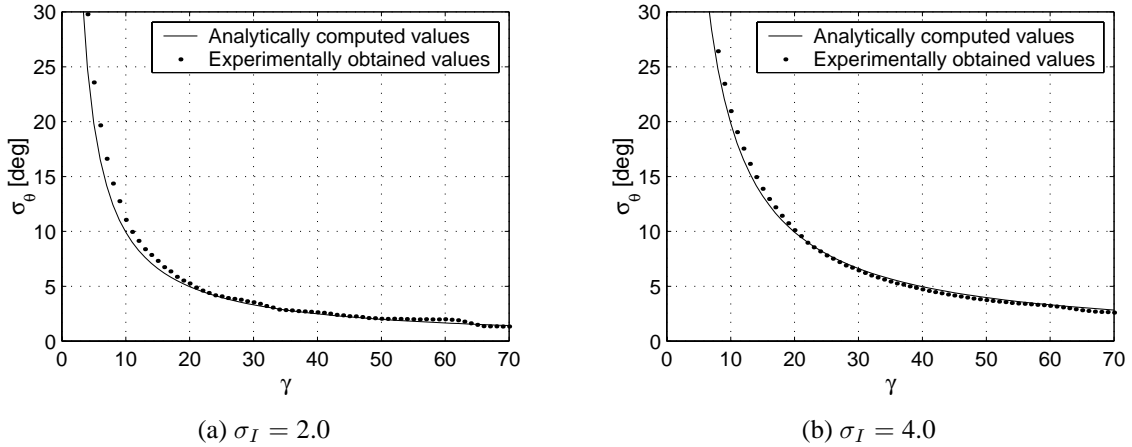 30
25
20
15
10
5
0
σθ [deg]
Analytically computed values
Experimentally obtained values
0 10 20 30 40 50 60 70
γ
(a) σI = 2.0
30
25
20
15
10
5
0
σθ [deg]
Analytically computed values
Experimentally obtained values
0 10 20 30 40 50 60 70
γ
(b) σI = 4.0